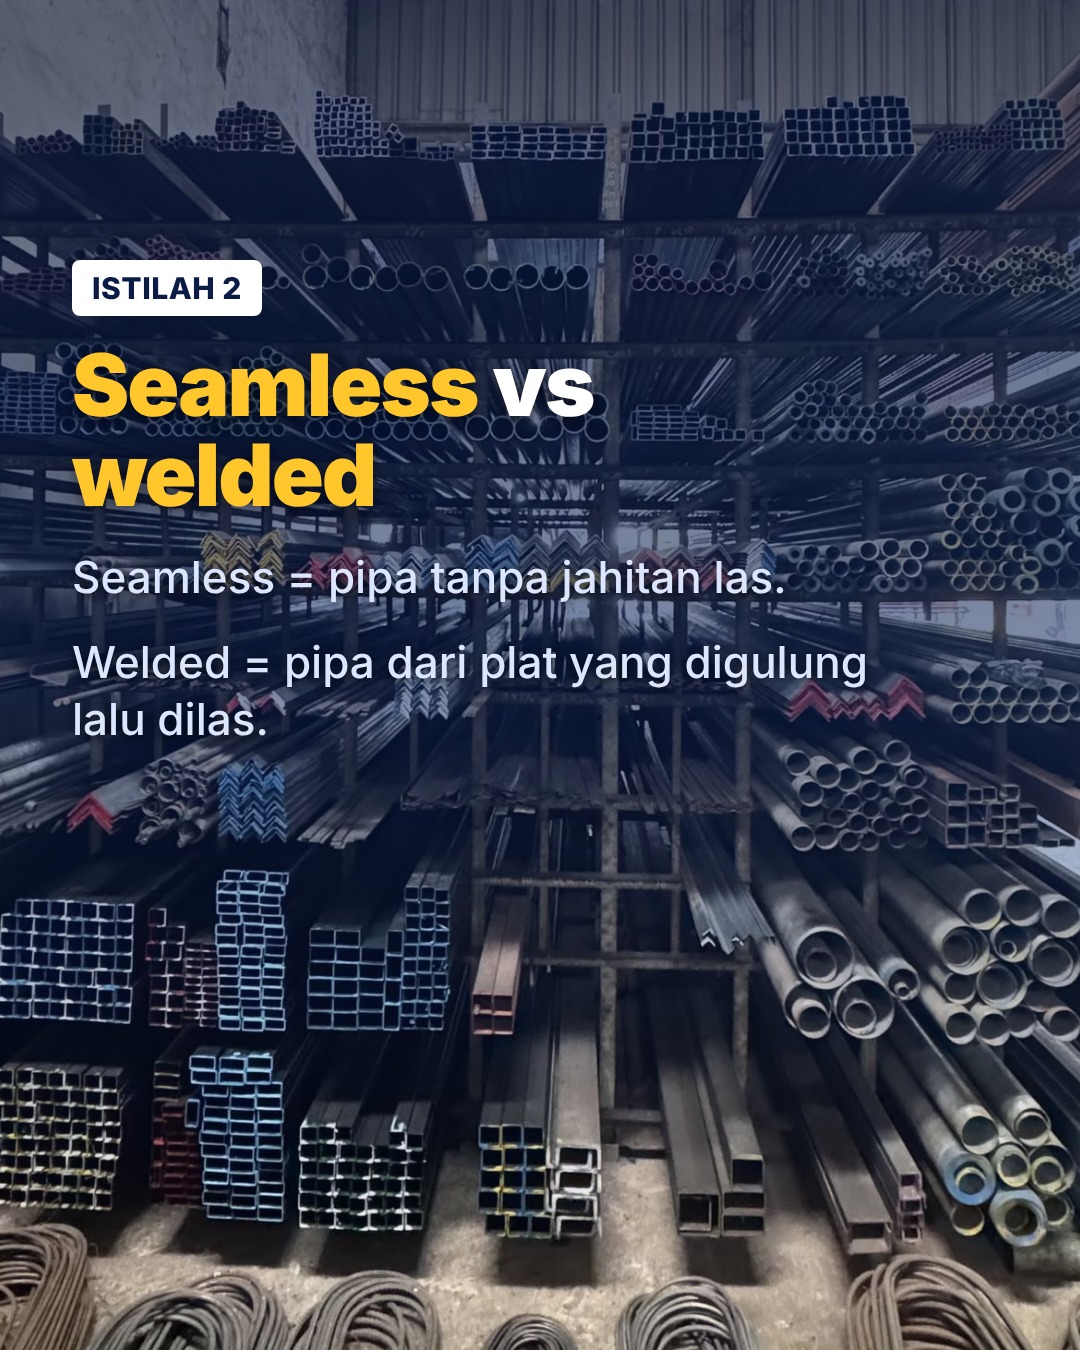 ISTILAH 2
Seamless vs
welded
Seamless = pipa tanpa jahitan las.
Welded = pipa dari plat yang digulung
lalu dilas.